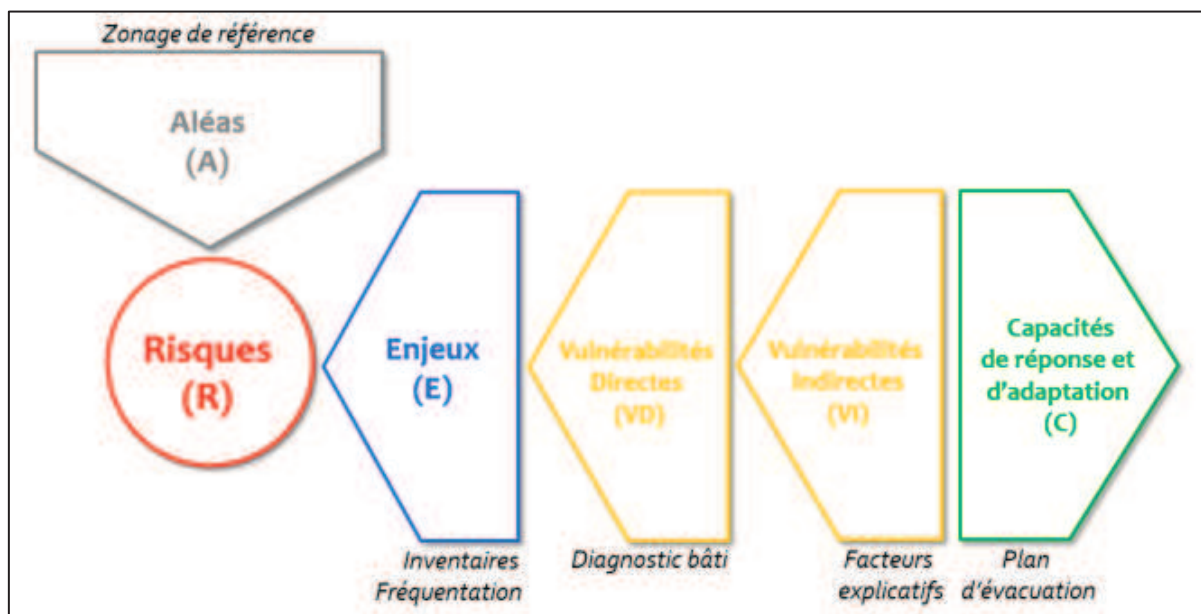 Zonage de référence
Aléas
(A)
Risques
(R)
Enjeux
(E)
Inventaires
Fréquentation
Vulnérabilités
Directes
(VD)
Diagnostic bâti
Vulnérabilités
Indirectes
(VI)
Facteurs
explicatifs
Capacités
de réponse et
d'adaptation
(C)
Plan
d'évacuation